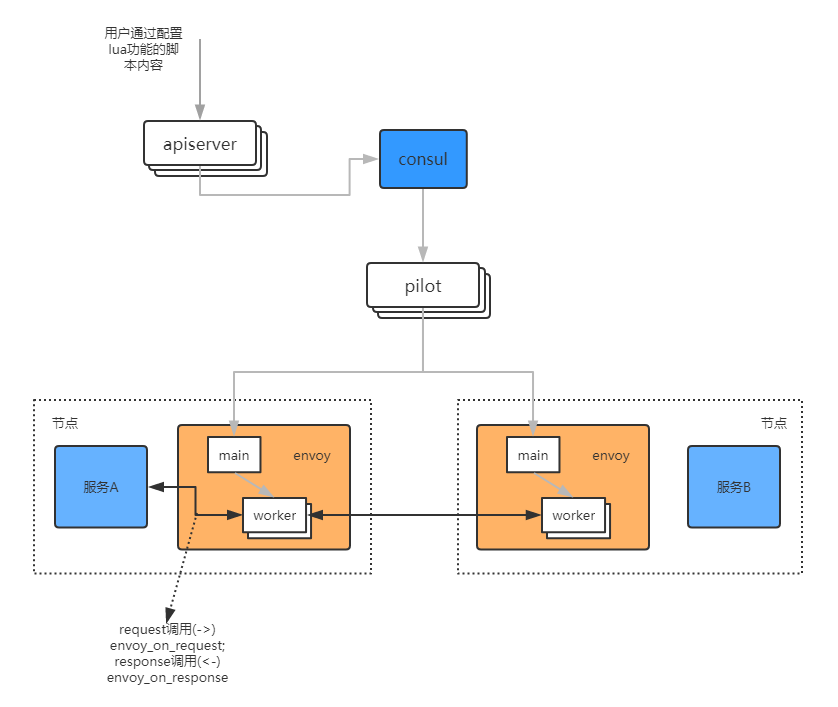 用户通过配置
lua功能的脚
本内容
apiserver
consul
pilot
节点
节点
main
envoy
main
envoy
服务A
服务B
worker
worker
request调用(->)
envoy_on_request;
response调用(<-)
envoy_on_response